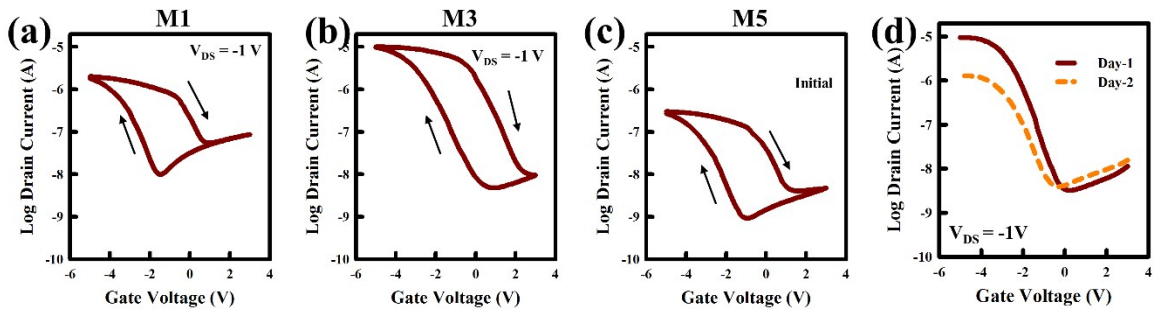 M1
(a)
V_DS = -1 V
Log Drain Current (A)
-5
-6
-7
-8
-9
-10
-6
-4
-2
0
2
4
Gate Voltage (V)
M3
(b)
V_DS = -1 V
Log Drain Current (A)
-5
-6
-7
-8
-9
-10
-6
-4
-2
0
2
4
Gate Voltage (V)
M5
(c)
Initial
Log Drain Current (A)
-5
-6
-7
-8
-9
-10
-6
-4
-2
0
2
4
Gate Voltage (V)
(d)
Day-1
Day-2
V_DS = -1V
Log Drain Current (A)
-5
-6
-7
-8
-9
-10
-6
-4
-2
0
2
4
Gate Voltage (V)